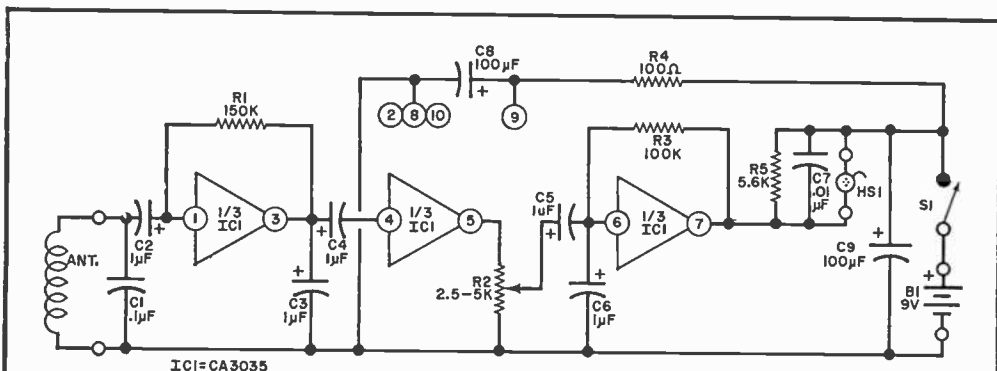 C8
100µF
R4
100Ω
R1
150K
2
8
10
9
R3
100K
R5
5.6K
C7
.01
µF
HS1
S1
C5
1uF
1
1/3
IC1
3
4
1/3
IC1
5
6
1/3
IC1
7
C2
1µF
C4
1µF
ANT.
C9
100µF
R2
2.5-5K
B1
9V
C1
.1µF
C3
1µF
C6
1µF
IC1=CA3035